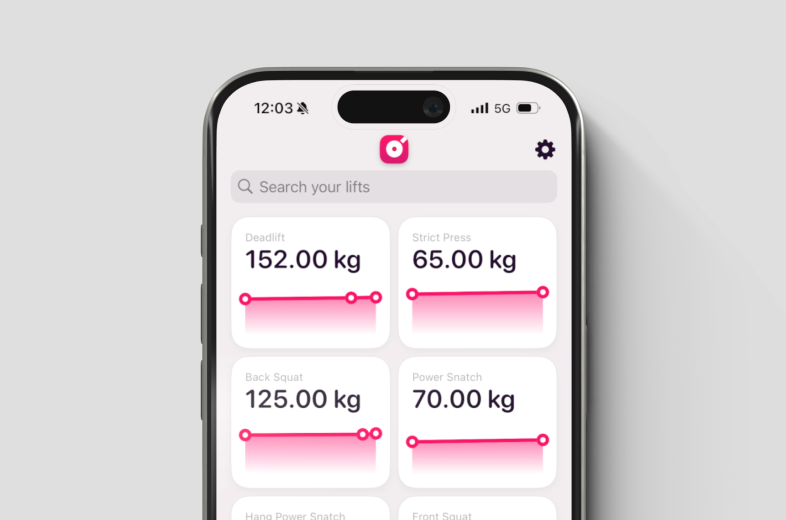 12:03 5G
Search your lifts
Deadlift
152.00 kg
Strict Press
65.00 kg
Back Squat
125.00 kg
Power Snatch
70.00 kg
Hang Power Snatch
Front Squat